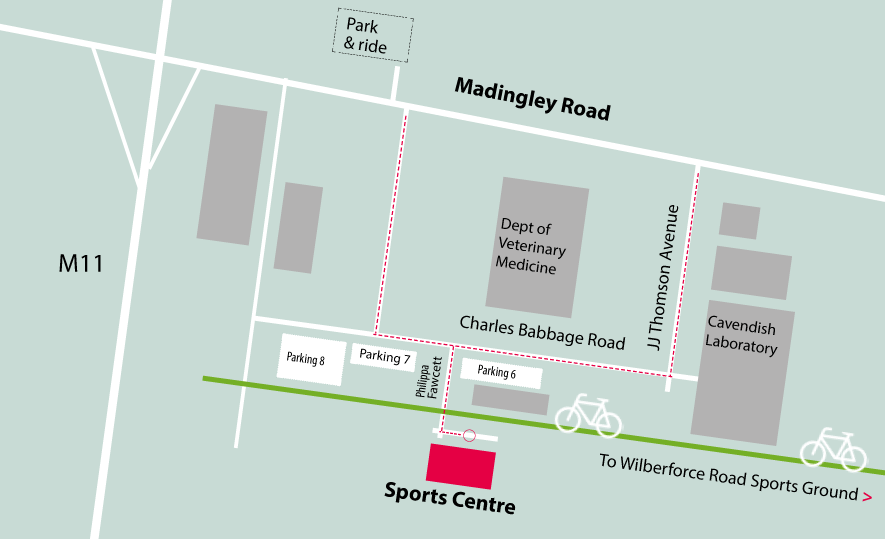 Park
& ride
Madingley Road
M11
Dept of
Veterinary
Medicine
JJ Thomson Avenue
Cavendish
Laboratory
Charles Babbage Road
Parking 8
Parking 7
Philippa
Fawcett
Parking 6
To Wilberforce Road Sports Ground >
Sports Centre